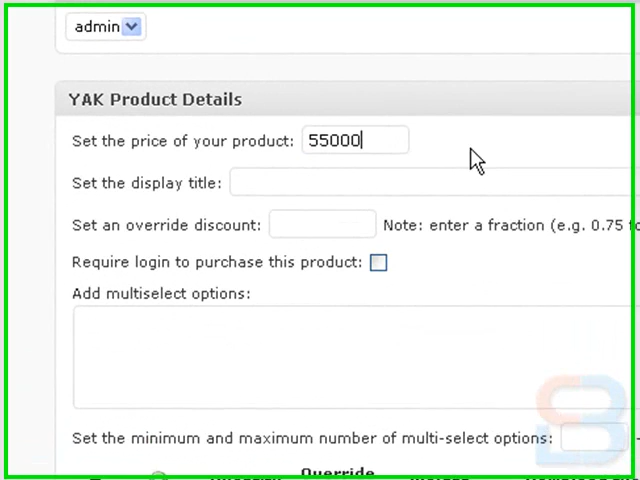 admin
YAK Product Details
Set the price of your product: 55000
Set the display title:
Set an override discount: Note: enter a fraction (e.g. 0.75 fo
Require login to purchase this product:
Add multiselect options:
Set the minimum and maximum number of multi-select options:
Override